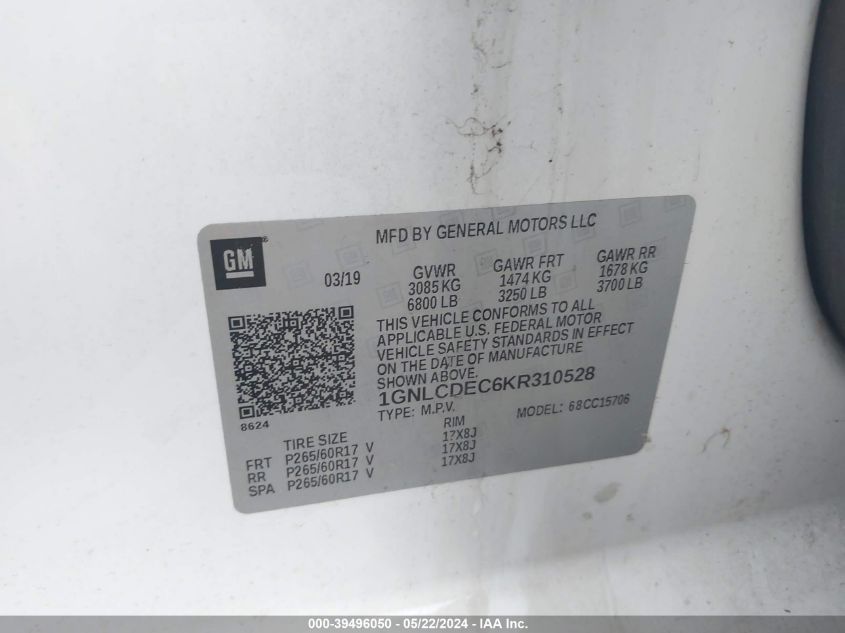 MFD BY GENERAL MOTORS LLC
GM®
03/19
GVWR GAWR FRT GAWR RR
3085 KG 1474 KG 1678 KG
6800 LB 3250 LB 3700 LB
THIS VEHICLE CONFORMS TO ALL
APPLICABLE U.S. FEDERAL MOTOR
VEHICLE SAFETY STANDARDS IN EFFECT
ON THE DATE OF MANUFACTURE
SHOWN ABOVE.
1GNLCDEC6KR310528
TYPE: M.P.V. MODEL: 68CC15706
8624
TIRE SIZE RIM
FRT P265/60R17 V 17X8J
RR P265/60R17 V 17X8J
SPA P265/60R17 V 17X8J
000-39496050 - 05/22/2024 - Copyright IAA, Inc.